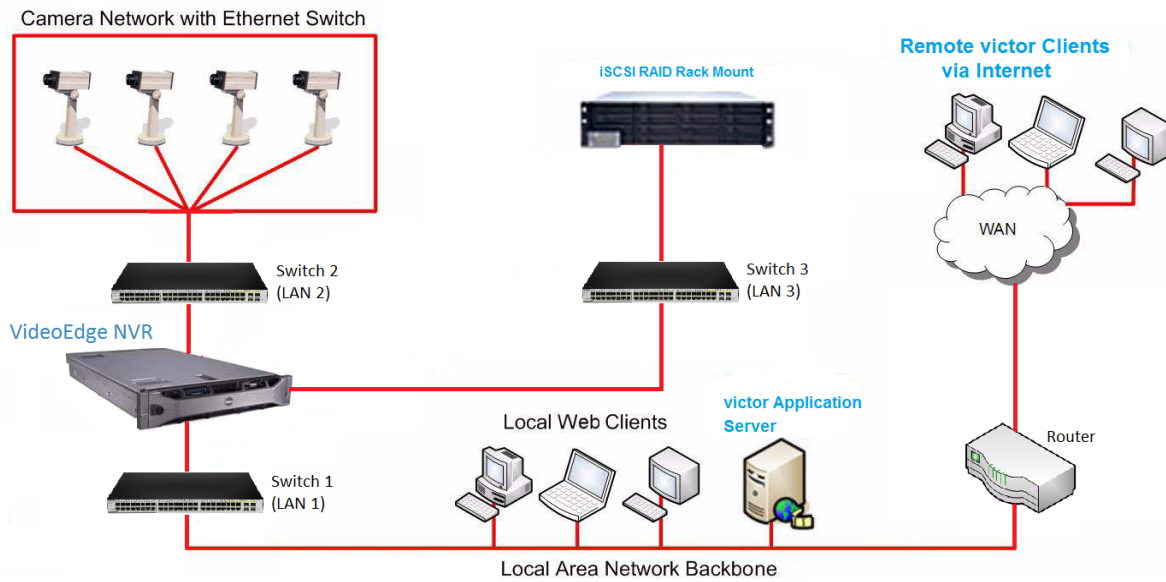 Camera Network with Ethernet Switch
iSCSI RAID Rack Mount
Remote victor Clients
via Internet
WAN
Switch 2
(LAN 2)
Switch 3
(LAN 3)
VideoEdge NVR
Local Web Clients
victor Application
Server
Router
Switch 1
(LAN 1)
Local Area Network Backbone